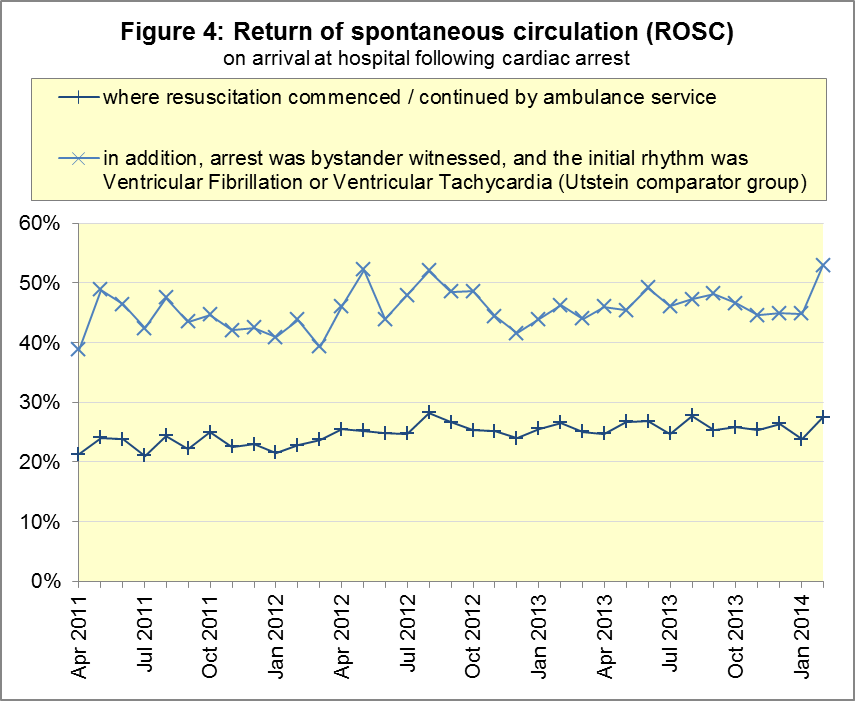 Figure 4: Return of spontaneous circulation (ROSC)
on arrival at hospital following cardiac arrest
where resuscitation commenced / continued by ambulance service
in addition, arrest was bystander witnessed, and the initial rhythm was
Ventricular Fibrillation or Ventricular Tachycardia (Utstein comparator group)
60%
50%
40%
30%
20%
10%
0%
Apr 2011
Jul 2011
Oct 2011
Jan 2012
Apr 2012
Jul 2012
Oct 2012
Jan 2013
Apr 2013
Jul 2013
Oct 2013
Jan 2014